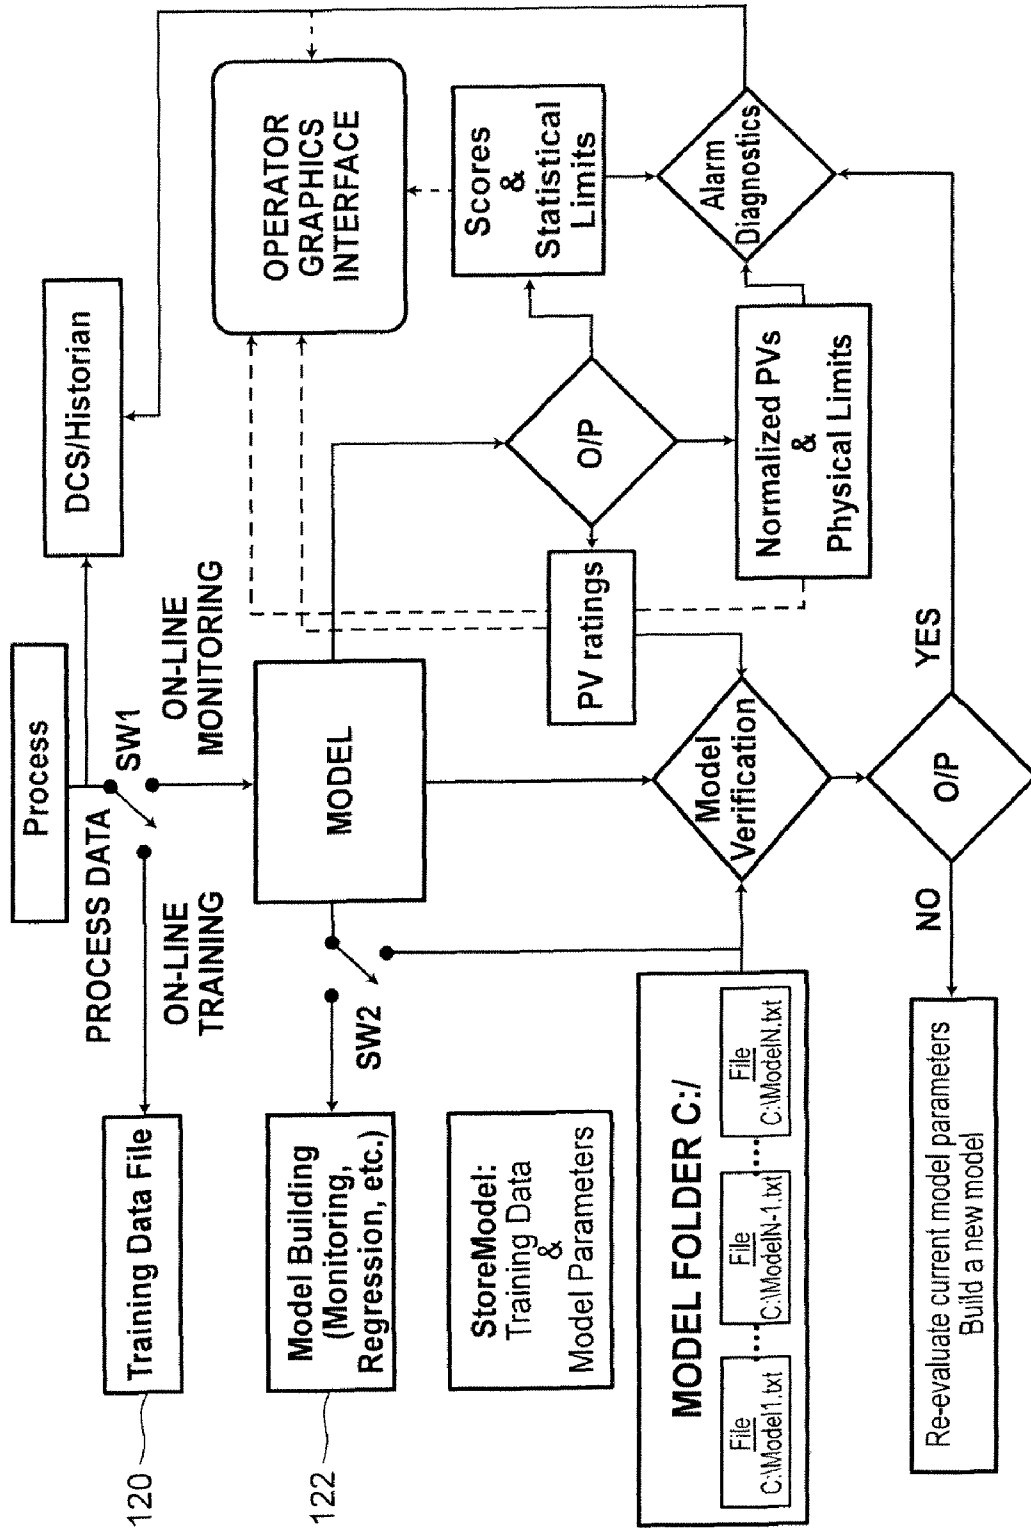 Process
DCS/Historian
PROCESS DATA
SW1
ON-LINE
TRAINING
ON-LINE
MONITORING
120
Training Data File
122
Model Building
(Monitoring,
Regression, etc.)
SW2
MODEL
OPERATOR
GRAPHICS
INTERFACE
StoreModel:
Training Data
&
Model Parameters
PV ratings
O/P
Scores
&
Statistical
Limits
MODEL FOLDER C:/
File
C:\Model1.txt
File
C:\ModelN-1.txt
File
C:\ModelN.txt
Model
Verification
Normalized PVs
&
Physical Limits
Alarm
Diagnostics
NO
O/P
YES
Re-evaluate current model parameters
Build a new model